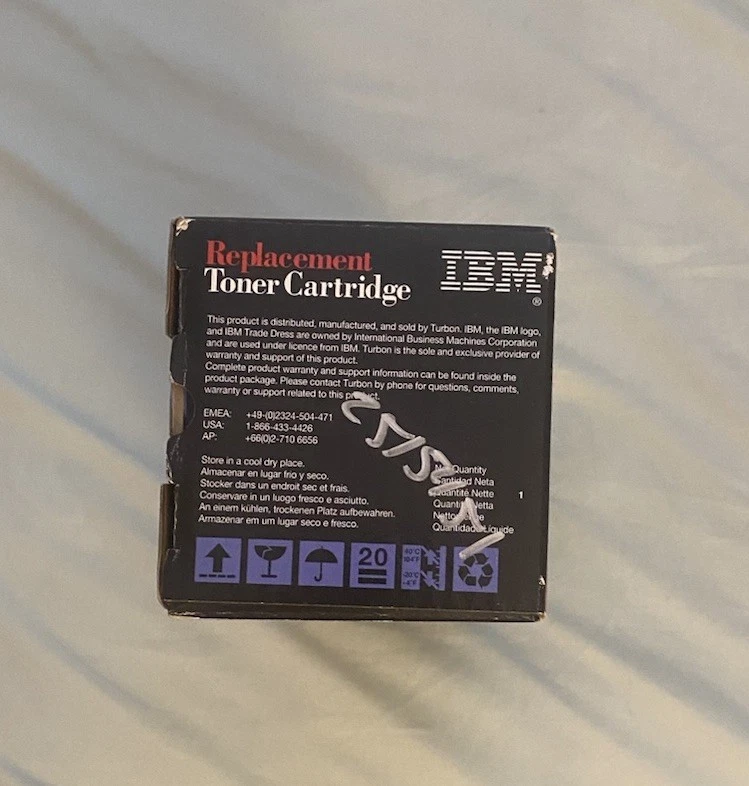 Replacement
Toner Cartridge
IBM
®
This product is distributed, manufactured, and sold by Turbon. IBM, the IBM logo,
and IBM Trade Dress are owned by International Business Machines Corporation
and are used under licence from IBM. Turbon is the sole and exclusive provider of
warranty and support of this product.
Complete product warranty and support information can be found inside the
product package. Please contact Turbon by phone for questions, comments,
warranty or support related to this product.
EMEA: +49-(0)2324-504-471
USA: 1-866-433-4426
AP: +66(0)2-710 6656
Store in a cool dry place.
Almacenar en lugar frio y seco.
Stocker dans un endroit sec et frais.
Conservare in un luogo fresco e asciutto.
An einem kühlen, trockenen Platz aufbewahren.
Armazenar em um lugar seco e fresco.
Quantity
Cantidad Neta
Quantité Nette
1
Netta
Quantidade Liquide
20
40°C
104°F
-20°C
-4°F